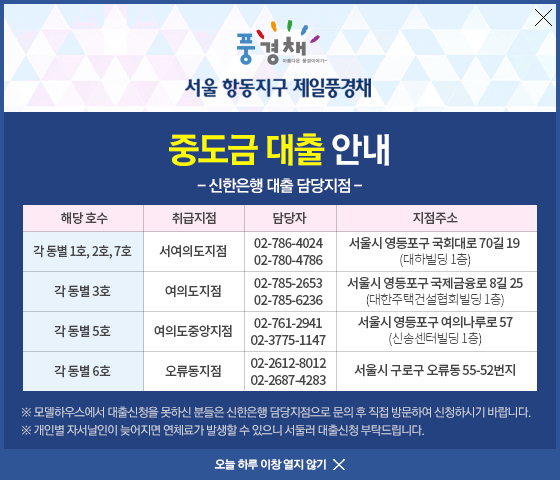 풍경채
아름다운 풍경이야기~
서울 항동지구 제일풍경채
중도금 대출 안내
– 신한은행 대출 담당지점 –
해당 호수 취급지점 담당자 지점주소
각 동별 1호, 2호, 7호 서여의도지점 02-786-4024 서울시 영등포구 국회대로 70길 19
02-780-4786 (대하빌딩 1층)
각 동별 3호 여의도지점 02-785-2653 서울시 영등포구 국제금융로 8길 25
02-785-6236 (대한주택건설협회빌딩 1층)
각 동별 5호 여의도중앙지점 02-761-2941 서울시 영등포구 여의나루로 57
02-3775-1147 (신송센터빌딩 1층)
각 동별 6호 오류동지점 02-2612-8012 서울시 구로구 오류동 55-52번지
02-2687-4283
※ 모델하우스에서 대출신청을 못하신 분들은 신한은행 담당지점으로 문의 후 직접 방문하여 신청하시기 바랍니다.
※ 개인별 자서날인이 늦어지면 연체료가 발생할 수 있으니 서둘러 대출신청 부탁드립니다.
오늘 하루 이창 열지 않기